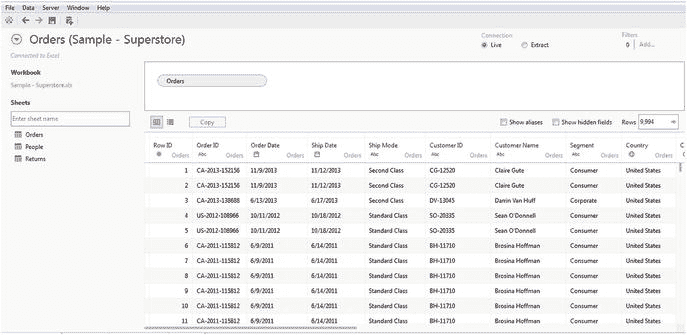 File Data Server Window Help
Orders (Sample - Superstore)
Connection
Live Extract
Filters
0 Add...
Connected to Excel
Workbook
Sample - Superstore.xls
Sheets
Enter sheet name
Orders
People
Returns
Orders
Copy
Show aliases Show hidden fields Rows 9,994
Row ID Order ID Order Date Ship Date Ship Mode Customer ID Customer Name Segment Country C
Orders Abc Orders Orders Orders Abc Orders Abc Orders Abc Orders Abc Orders Orders
1 CA-2013-152156 11/9/2013 11/12/2013 Second Class CG-12520 Claire Gute Consumer United States
2 CA-2013-152156 11/9/2013 11/12/2013 Second Class CG-12520 Claire Gute Consumer United States
3 CA-2013-138688 6/13/2013 6/17/2013 Second Class DV-13045 Darrin Van Huff Corporate United States
4 US-2012-108966 10/11/2012 10/18/2012 Standard Class SO-20335 Sean O'Donnell Consumer United States
5 US-2012-108966 10/11/2012 10/18/2012 Standard Class SO-20335 Sean O'Donnell Consumer United States
6 CA-2011-115812 6/9/2011 6/14/2011 Standard Class BH-11710 Brosina Hoffman Consumer United States
7 CA-2011-115812 6/9/2011 6/14/2011 Standard Class BH-11710 Brosina Hoffman Consumer United States
8 CA-2011-115812 6/9/2011 6/14/2011 Standard Class BH-11710 Brosina Hoffman Consumer United States
9 CA-2011-115812 6/9/2011 6/14/2011 Standard Class BH-11710 Brosina Hoffman Consumer United States
10 CA-2011-115812 6/9/2011 6/14/2011 Standard Class BH-11710 Brosina Hoffman Consumer United States
11 CA-2011-115812 6/9/2011 6/14/2011 Standard Class BH-11710 Brosina Hoffman Consumer United States